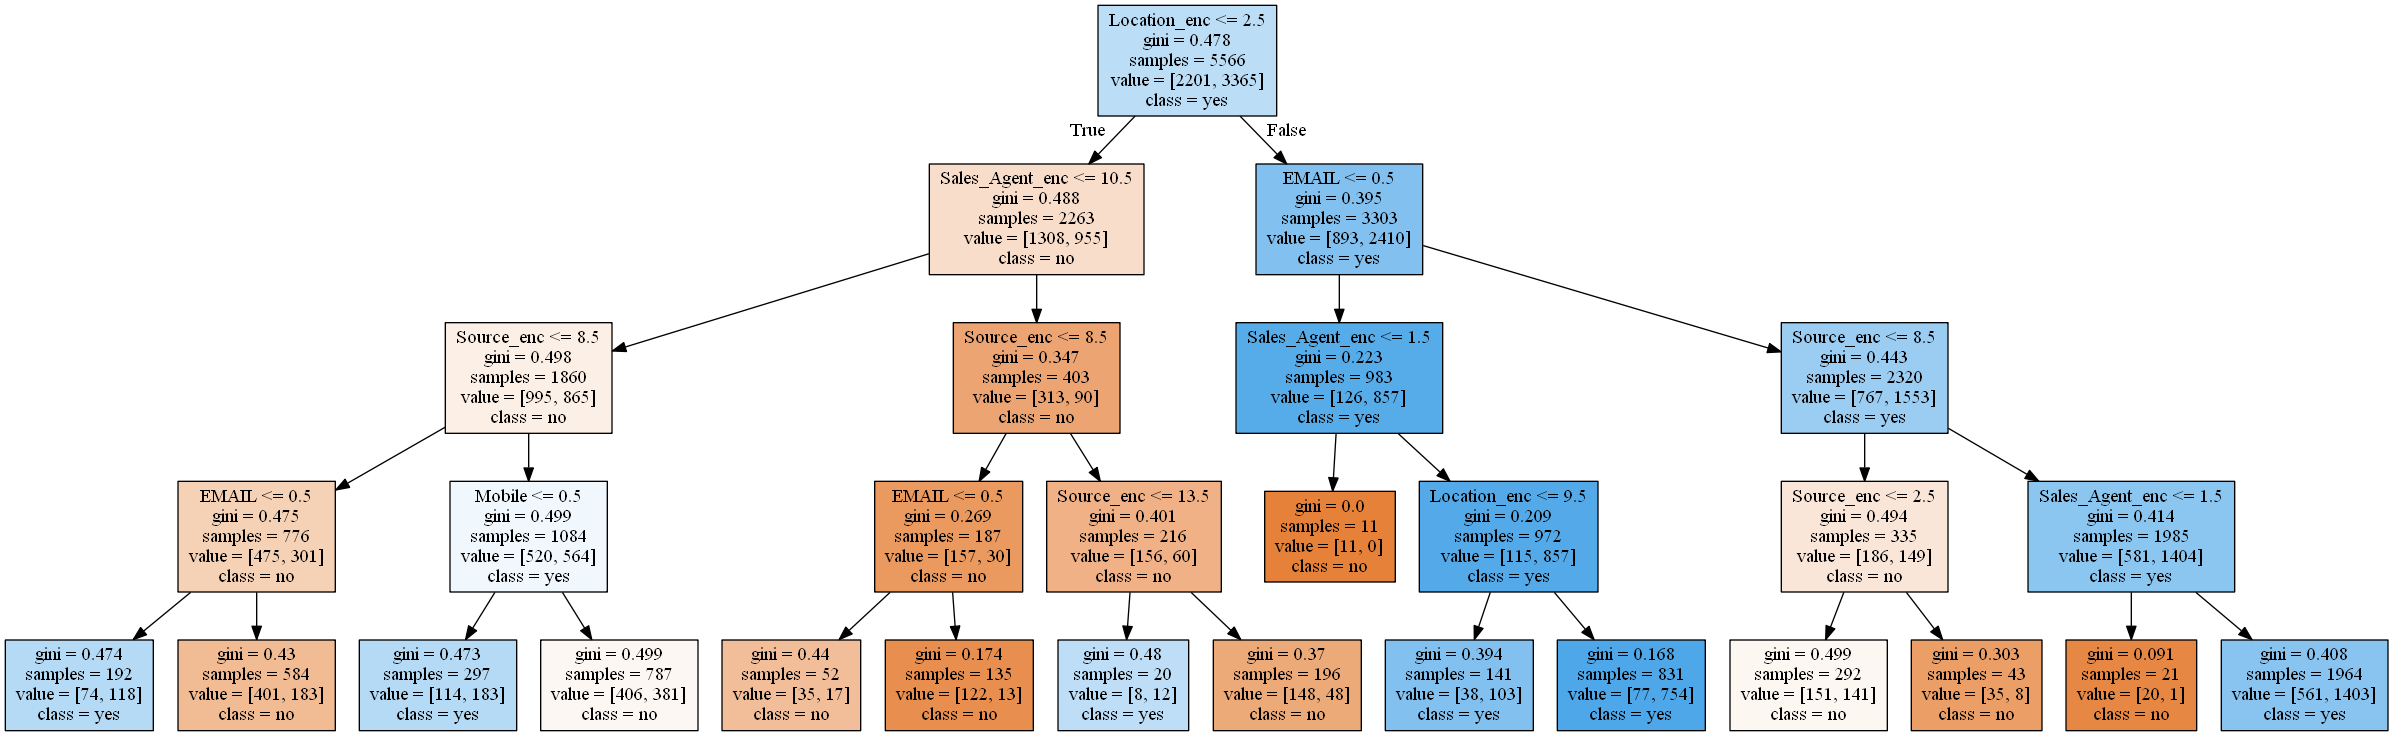 Location_enc <= 2.5
gini = 0.478
samples = 5566
value = [2201, 3365]
class = yes
True
False
Sales_Agent_enc <= 10.5
gini = 0.488
samples = 2263
value = [1308, 955]
class = no
EMAIL <= 0.5
gini = 0.395
samples = 3303
value = [893, 2410]
class = yes
Source_enc <= 8.5
gini = 0.498
samples = 1860
value = [995, 865]
class = no
Source_enc <= 8.5
gini = 0.347
samples = 403
value = [313, 90]
class = no
Sales_Agent_enc <= 1.5
gini = 0.223
samples = 983
value = [126, 857]
class = yes
Source_enc <= 8.5
gini = 0.443
samples = 2320
value = [767, 1553]
class = yes
EMAIL <= 0.5
gini = 0.475
samples = 776
value = [475, 301]
class = no
Mobile <= 0.5
gini = 0.499
samples = 1084
value = [520, 564]
class = yes
EMAIL <= 0.5
gini = 0.269
samples = 187
value = [157, 30]
class = no
Source_enc <= 13.5
gini = 0.401
samples = 216
value = [156, 60]
class = no
gini = 0.0
samples = 11
value = [11, 0]
class = no
Location_enc <= 9.5
gini = 0.209
samples = 972
value = [115, 857]
class = yes
Source_enc <= 2.5
gini = 0.494
samples = 335
value = [186, 149]
class = no
Sales_Agent_enc <= 1.5
gini = 0.414
samples = 1985
value = [581, 1404]
class = yes
gini = 0.474
samples = 192
value = [74, 118]
class = yes
gini = 0.43
samples = 584
value = [401, 183]
class = no
gini = 0.473
samples = 297
value = [114, 183]
class = yes
gini = 0.499
samples = 787
value = [406, 381]
class = no
gini = 0.44
samples = 52
value = [35, 17]
class = no
gini = 0.174
samples = 135
value = [122, 13]
class = no
gini = 0.48
samples = 20
value = [8, 12]
class = yes
gini = 0.37
samples = 196
value = [148, 48]
class = no
gini = 0.394
samples = 141
value = [38, 103]
class = yes
gini = 0.168
samples = 831
value = [77, 754]
class = yes
gini = 0.499
samples = 292
value = [151, 141]
class = no
gini = 0.303
samples = 43
value = [35, 8]
class = no
gini = 0.091
samples = 21
value = [20, 1]
class = no
gini = 0.408
samples = 1964
value = [561, 1403]
class = yes